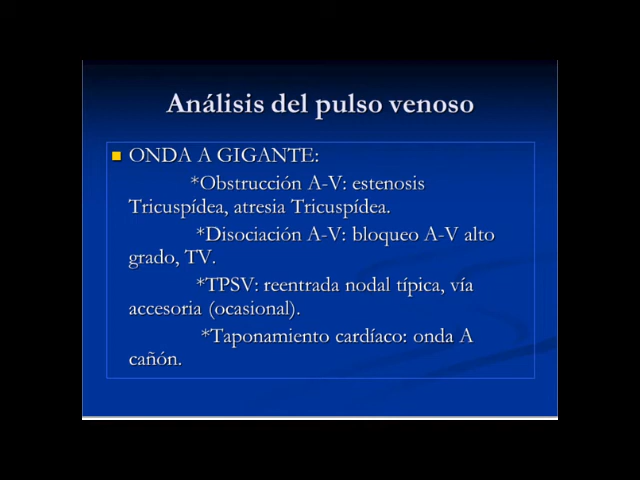 Análisis del pulso venoso
ONDA A GIGANTE:
*Obstrucción A-V: estenosis
Tricuspídea, atresia Tricuspídea.
*Disociación A-V: bloqueo A-V alto
grado, TV.
*TPSV: reentrada nodal típica, vía
accesoria (ocasional).
*Taponamiento cardíaco: onda A
cañón.